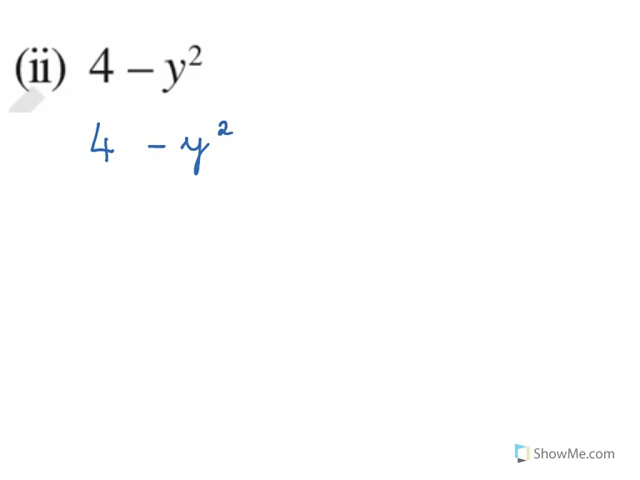 (ii) 4 – y²
4 – y²
ShowMe.com